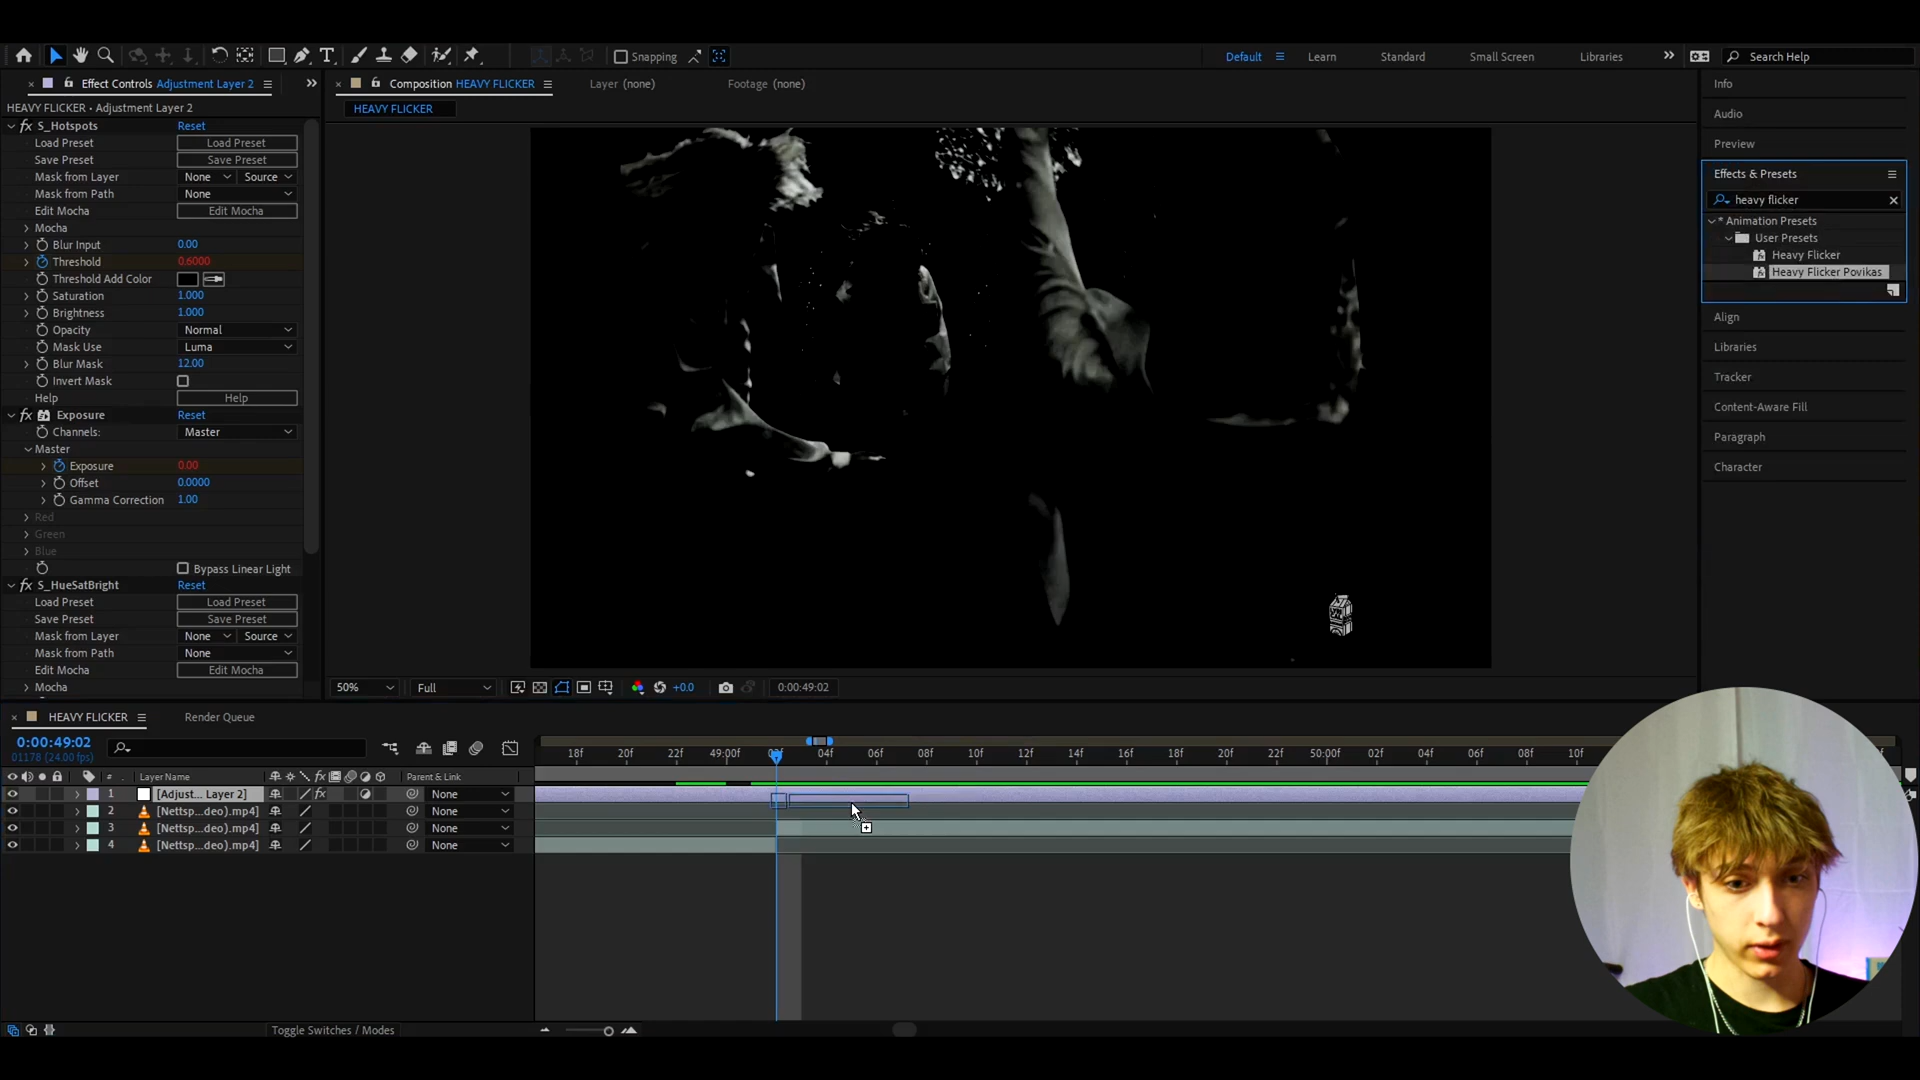 Snapping
Default
Learn
Standard
Small Screen
Libraries
Search Help
Effect Controls Adjustment Layer 2
Composition HEAVY FLICKER
Layer (none)
Footage (none)
HEAVY FLICKER • Adjustment Layer 2
HEAVY FLICKER
fx S_Hotspots Reset
Load Preset Load Preset
Save Preset Save Preset
Mask from Layer None Source
Mask from Path None
Edit Mocha Edit Mocha
Mocha
Blur Input 0.00
Threshold 0.6000
Threshold Add Color
Saturation 1.000
Brightness 1.000
Opacity Normal
Mask Use Luma
Blur Mask 12.00
Invert Mask
Help Help
fx Exposure Reset
Channels: Master
Master
Exposure 0.00
Offset 0.0000
Gamma Correction 1.00
Red
Green
Blue
Bypass Linear Light
fx S_HueSatBright Reset
Load Preset Load Preset
Save Preset Save Preset
Mask from Layer None Source
Mask from Path None
Edit Mocha Edit Mocha
Mocha
50% Full +0.0 0:00:49:02
Info
Audio
Preview
Effects & Presets
heavy flicker
* Animation Presets
User Presets
Heavy Flicker
Heavy Flicker Povikas
Align
Libraries
Tracker
Content-Aware Fill
Paragraph
Character
HEAVY FLICKER Render Queue
0:00:49:02
01178 (24.00 fps)
18f 20f 22f 49:00f 02f 04f 06f 08f 10f 12f 14f 16f 18f 20f 22f 50:00f 02f 04f 06f 08f 10f
# Layer Name fx Parent & Link
1 [Adjust... Layer 2] fx None
2 [Nettsp...deo).mp4] None
3 [Nettsp...deo).mp4] None
4 [Nettsp...deo).mp4] None
Toggle Switches / Modes